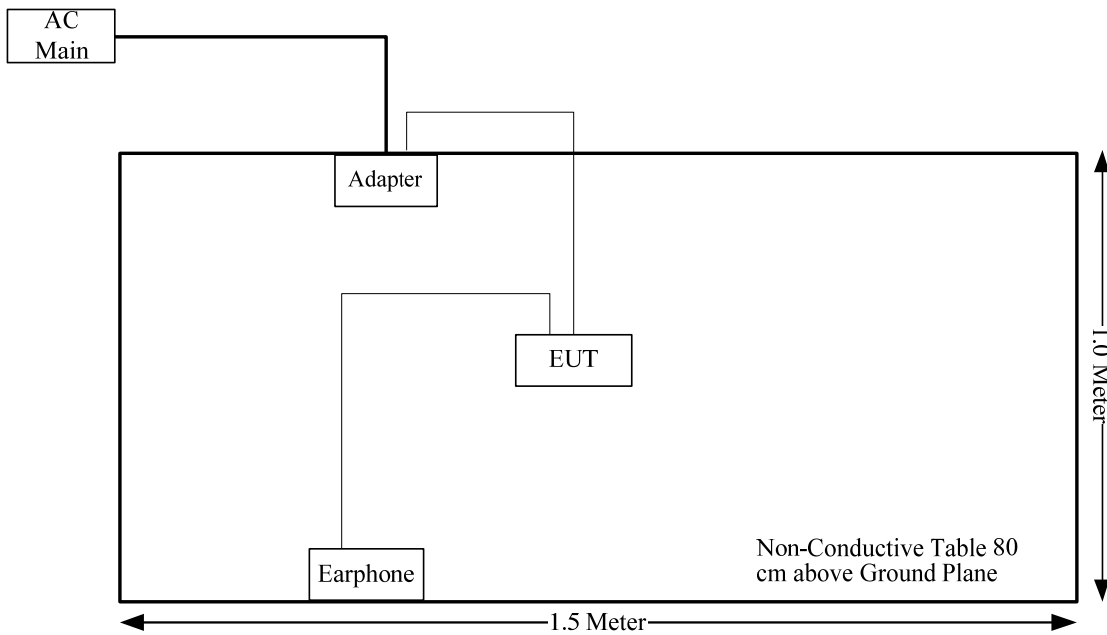 AC
Main
Adapter
EUT
1.0 Meter
Non-Conductive Table 80
cm above Ground Plane
Earphone
1.5 Meter